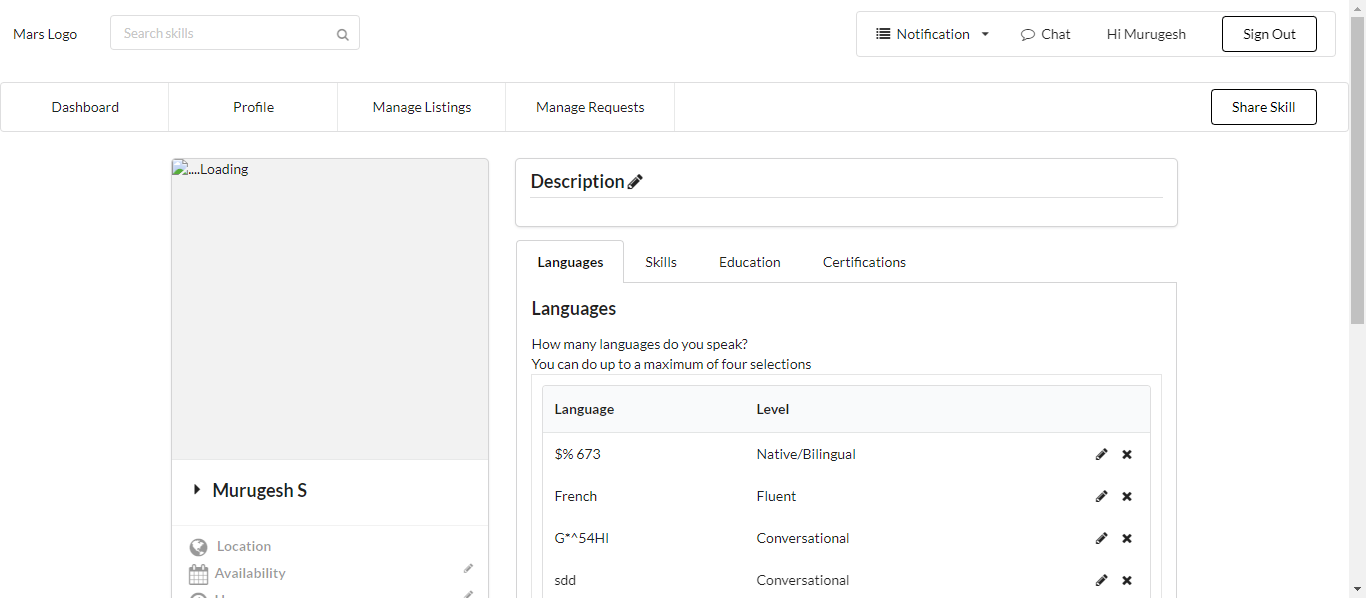 Mars Logo
Search skills
Notification
Chat
Hi Murugesh
Sign Out
Dashboard
Profile
Manage Listings
Manage Requests
Share Skill
....Loading
Description
Languages
Skills
Education
Certifications
Languages
How many languages do you speak?
You can do up to a maximum of four selections
Language Level
$% 673 Native/Bilingual
French Fluent
G*^54HI Conversational
sdd Conversational
Murugesh S
Location
Availability